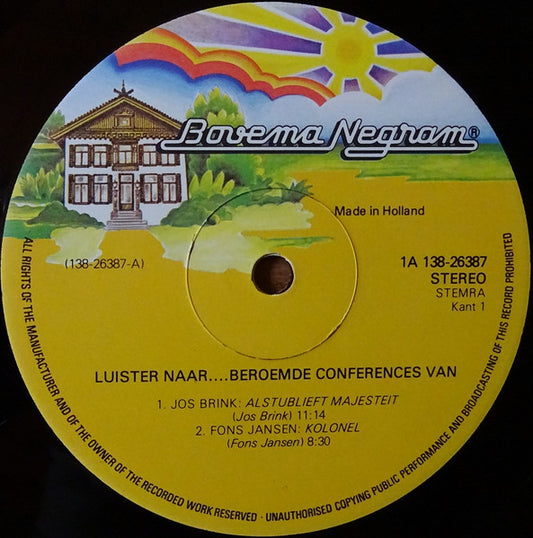 Bovema Negram®
Made in Holland
(138-26387-A)
1A 138-26387
STEREO
STEMRA
Kant 1
LUISTER NAAR....BEROEMDE CONFERENCES VAN
1. JOS BRINK: ALSTUBLIEFT MAJESTEIT
(Jos Brink) 11:14
2. FONS JANSEN: KOLONEL
(Fons Jansen) 8:30
ALL RIGHTS OF THE MANUFACTURER AND OF THE OWNER OF THE RECORDED WORK RESERVED · UNAUTHORISED COPYING PUBLIC PERFORMANCE AND BROADCASTING OF THIS RECORD PROHIBITED